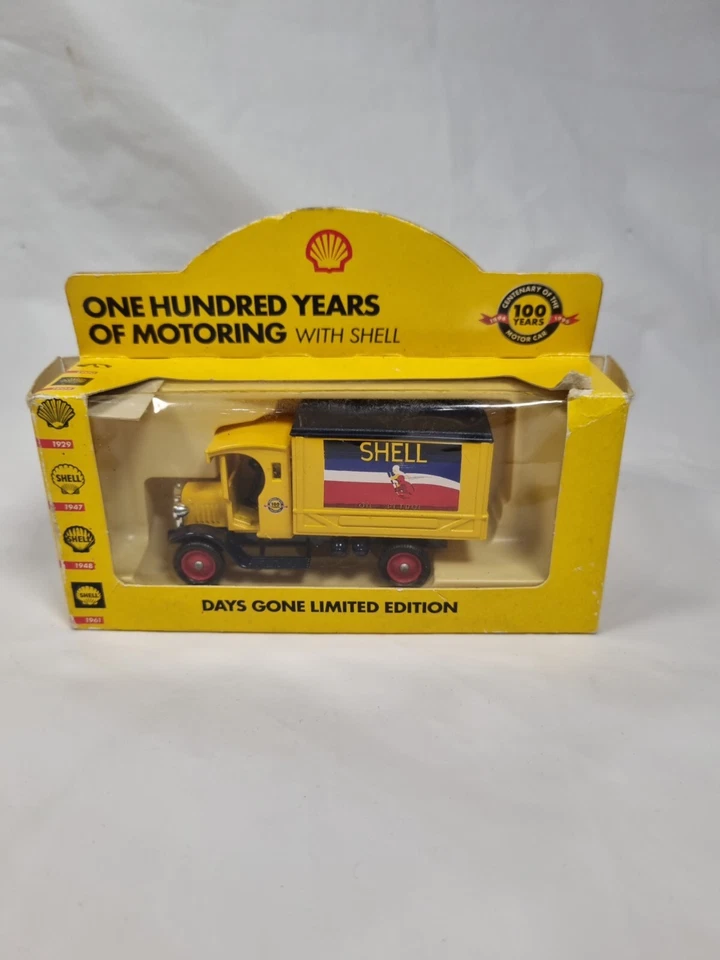 ONE HUNDRED YEARS
OF MOTORING WITH SHELL
CENTENARY OF THE
100
YEARS
MOTOR CAR
1929
SHELL
1947
SHELL
1948
SHELL
1961
SHELL
100
DAYS GONE LIMITED EDITION